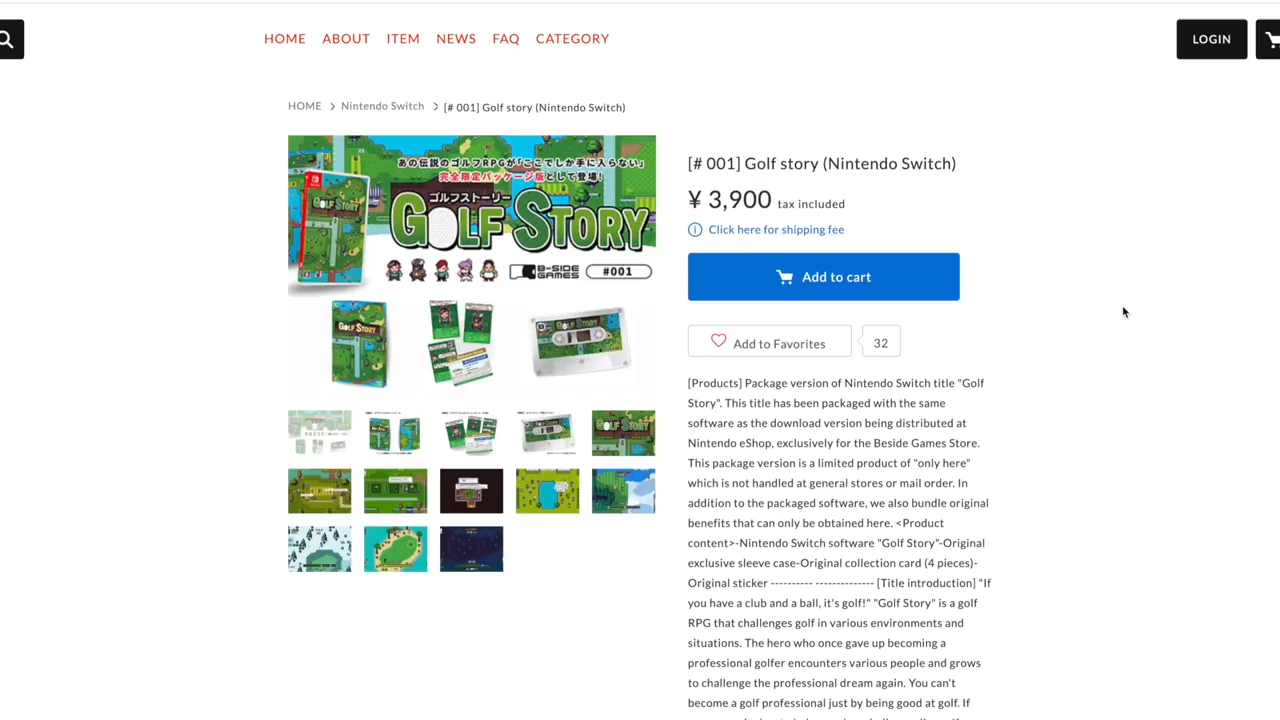 HOME ABOUT ITEM NEWS FAQ CATEGORY
LOGIN
HOME > Nintendo Switch > [# 001] Golf story (Nintendo Switch)
あの伝説のゴルフRPGが「ここでしか手に入らない」
完全限定パッケージ版として登場!
ゴルフストーリー
GOLF STORY
B-SIDE
GAMES
#001
GOLF STORY
GOLF STORY
GOLF STORY
[# 001] Golf story (Nintendo Switch)
¥ 3,900 tax included
Click here for shipping fee
Add to cart
Add to Favorites
32
[Products] Package version of Nintendo Switch title "Golf
Story". This title has been packaged with the same
software as the download version being distributed at
Nintendo eShop, exclusively for the Beside Games Store.
This package version is a limited product of "only here"
which is not handled at general stores or mail order. In
addition to the packaged software, we also bundle original
benefits that can only be obtained here. <Product
content>-Nintendo Switch software "Golf Story"-Original
exclusive sleeve case-Original collection card (4 pieces)-
Original sticker ---------- -------------- [Title introduction] "If
you have a club and a ball, it's golf!" "Golf Story" is a golf
RPG that challenges golf in various environments and
situations. The hero who once gave up becoming a
professional golfer encounters various people and grows
to challenge the professional dream again. You can't
become a golf professional just by being good at golf. If